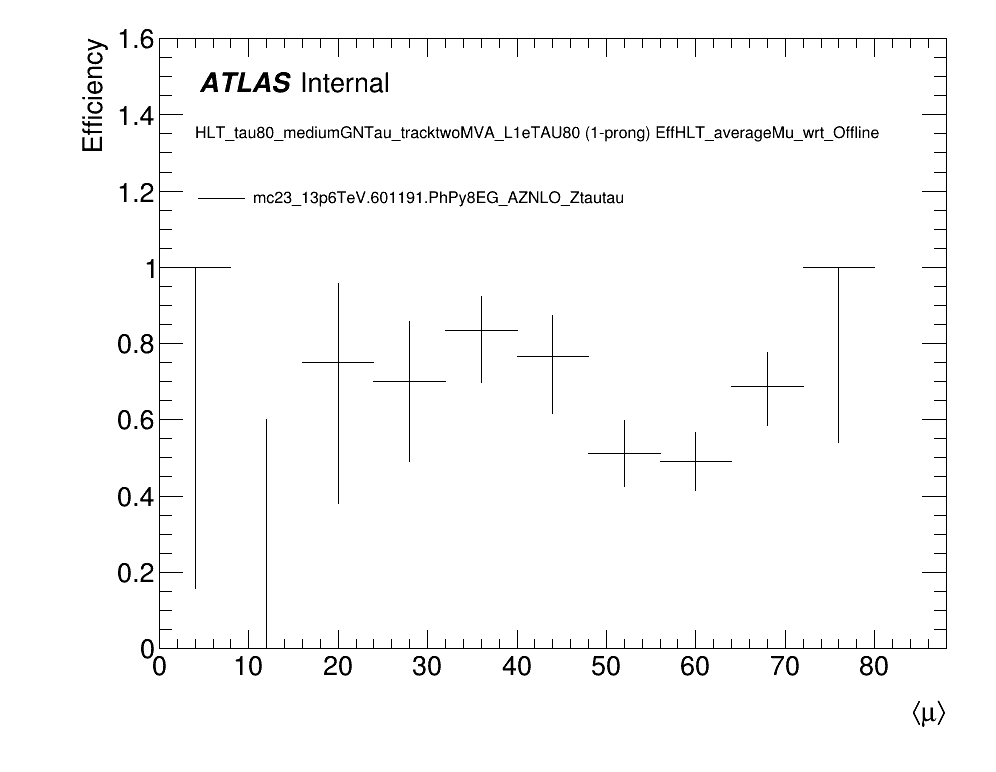 Efficiency
1.6
1.4
1.2
1
0.8
0.6
0.4
0.2
0
ATLAS Internal
HLT_tau80_mediumGNTau_tracktwoMVA_L1eTAU80 (1-prong) EffHLT_averageMu_wrt_Offline
mc23_13p6TeV.601191.PhPy8EG_AZNLO_Ztautau
0 10 20 30 40 50 60 70 80
⟨μ⟩